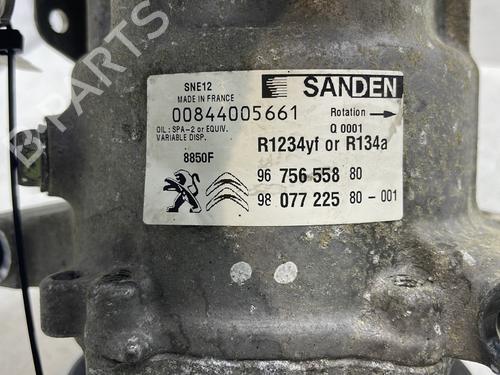 SNE12
MADE IN FRANCE
SANDEN
00844005661
Rotation
OIL : SPA-2 or EQUIV.
VARIABLE DISP.
Q 0001
R1234yf or R134a
8850F
96 756 558 80
98 077 225 80 - 001